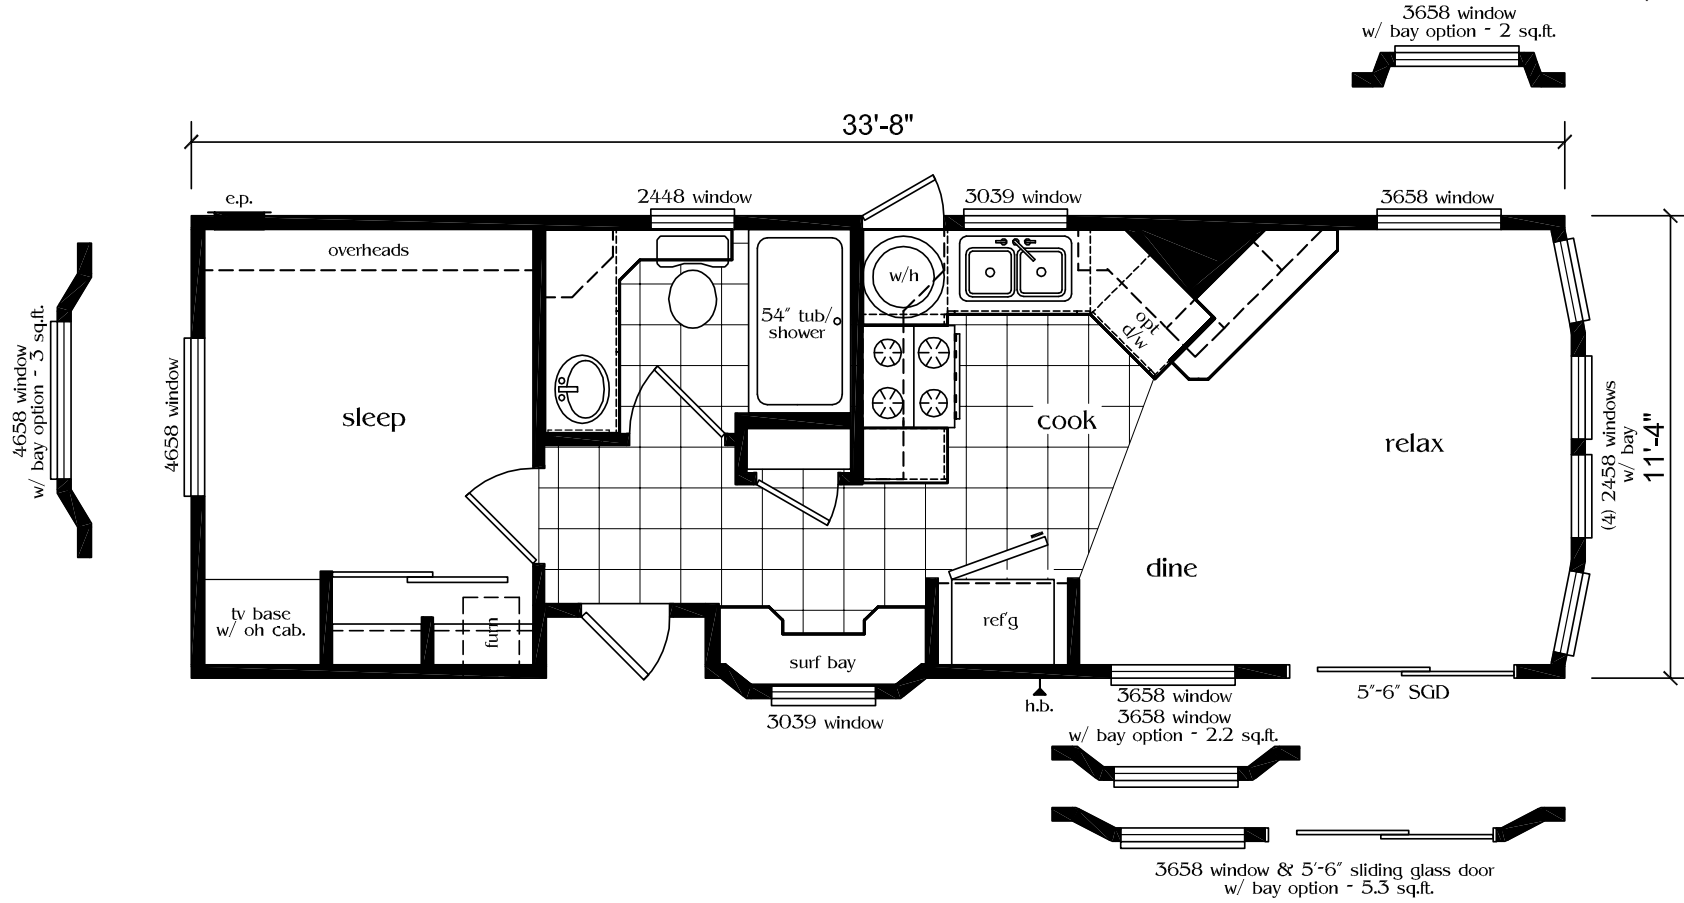 3658 window
w/ bay option - 2 sq.ft.
33'-8"
e.p.
2448 window
3039 window
3658 window
overheads
w/h
54" tub/
shower
opt
d/w
4658 window
w/ bay option - 3 sq.ft.
4658 window
sleep
cook
relax
(4) 2458 windows
w/ bay
11'-4"
dine
tv base
w/ oh cab.
furn
ref'g
surf bay
3039 window
h.b.
3658 window
5"-6" SGD
3658 window
w/ bay option - 2.2 sq.ft.
3658 window & 5'-6" sliding glass door
w/ bay option - 5.3 sq.ft.